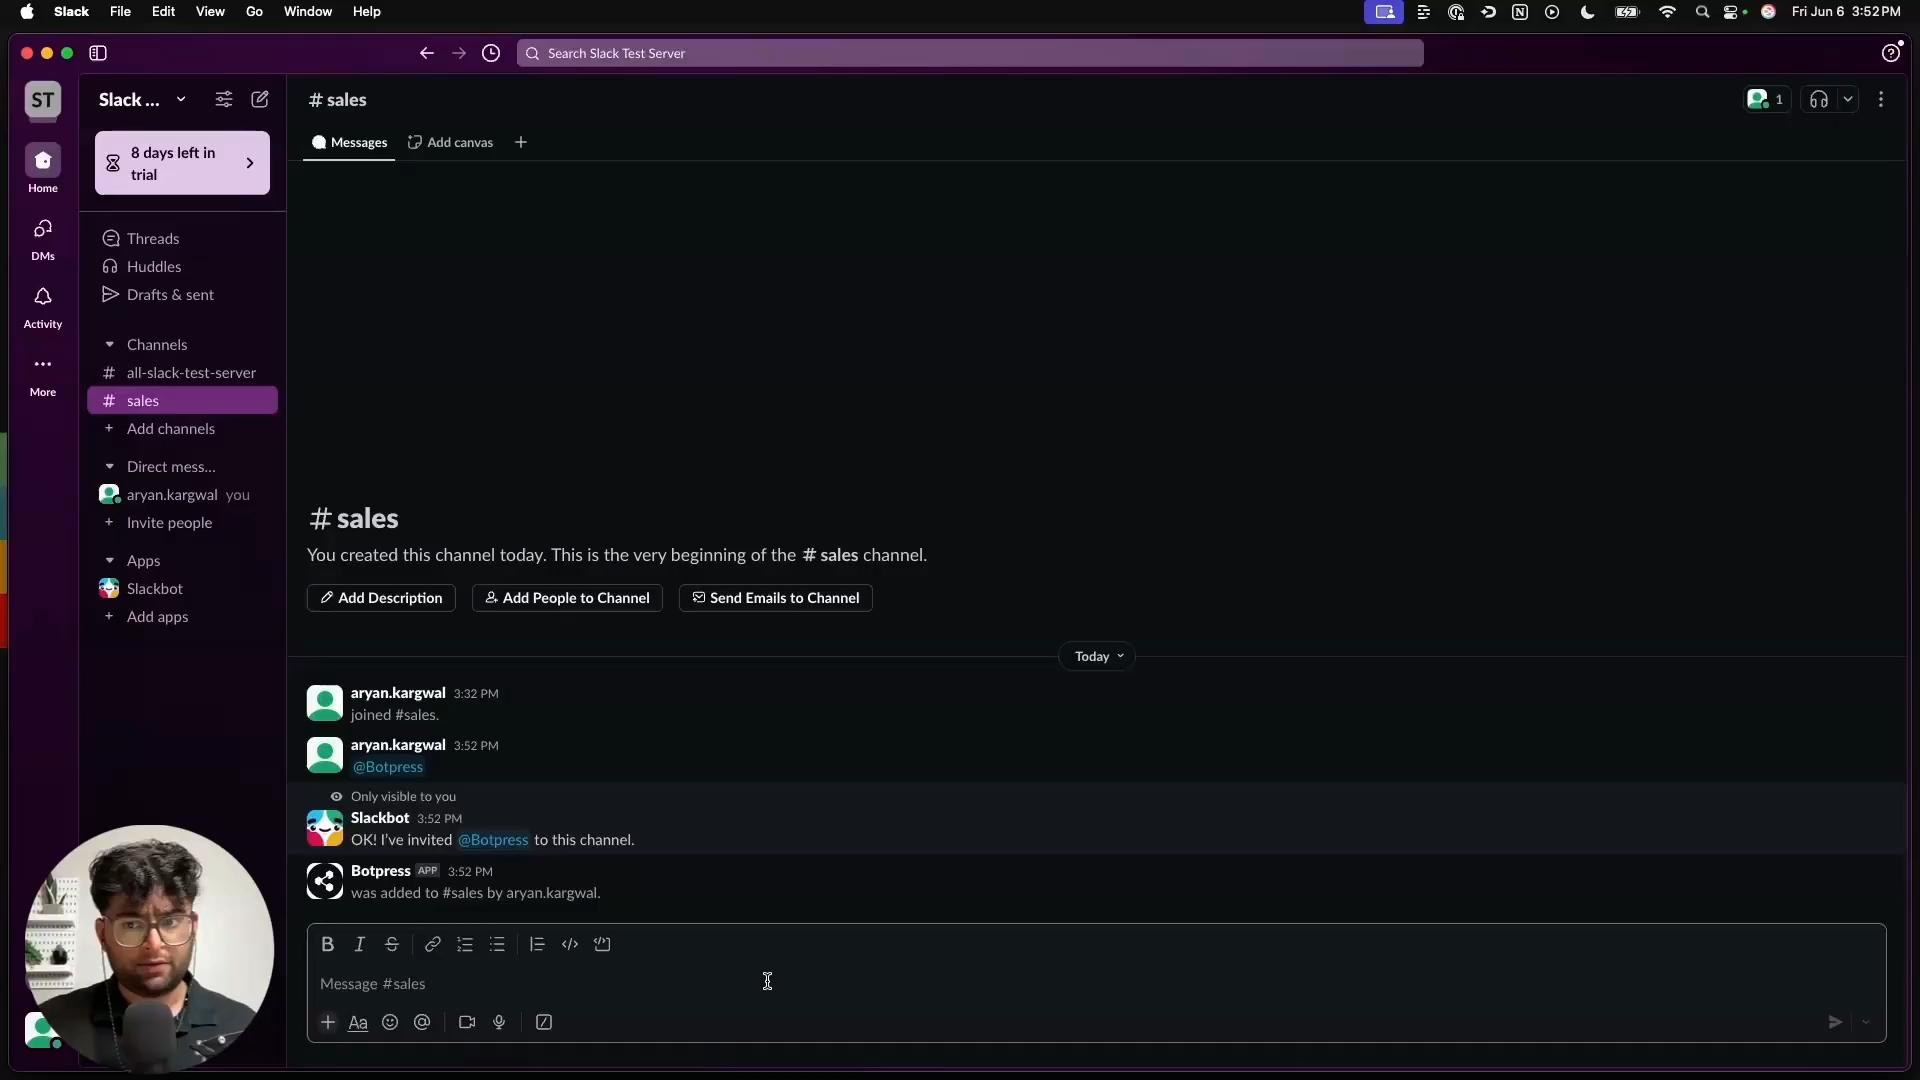 Slack File Edit View Go Window Help Fri Jun 6 3:52 PM
Search Slack Test Server
ST
Slack ...
# sales
1
8 days left in
trial
Messages Add canvas
Home
DMs
Activity
More
Threads
Huddles
Drafts & sent
Channels
# all-slack-test-server
# sales
+ Add channels
Direct mess...
aryan.kargwal you
+ Invite people
Apps
Slackbot
+ Add apps
# sales
You created this channel today. This is the very beginning of the # sales channel.
Add Description
Add People to Channel
Send Emails to Channel
Today
aryan.kargwal 3:32 PM
joined #sales.
aryan.kargwal 3:52 PM
@Botpress
Only visible to you
Slackbot 3:52 PM
OK! I've invited @Botpress to this channel.
Botpress APP 3:52 PM
was added to #sales by aryan.kargwal.
Message #sales
Aa